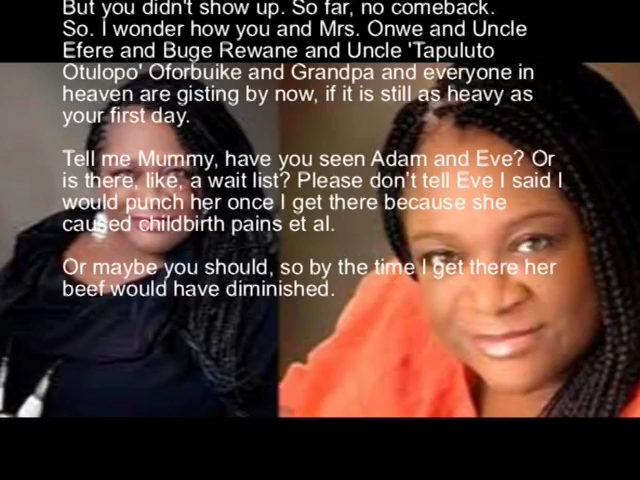 But you didn't show up. So far, no comeback.
So. I wonder how you and Mrs. Onwe and Uncle
Efere and Buge Rewane and Uncle 'Tapuluto
Otulopo' Oforbuike and Grandpa and everyone in
heaven are gisting by now, if it is still as heavy as
your first day.
Tell me Mummy, have you seen Adam and Eve? Or
is there, like, a wait list? Please don't tell Eve I said I
would punch her once I get there because she
caused childbirth pains et al.
Or maybe you should, so by the time I get there her
beef would have diminished.